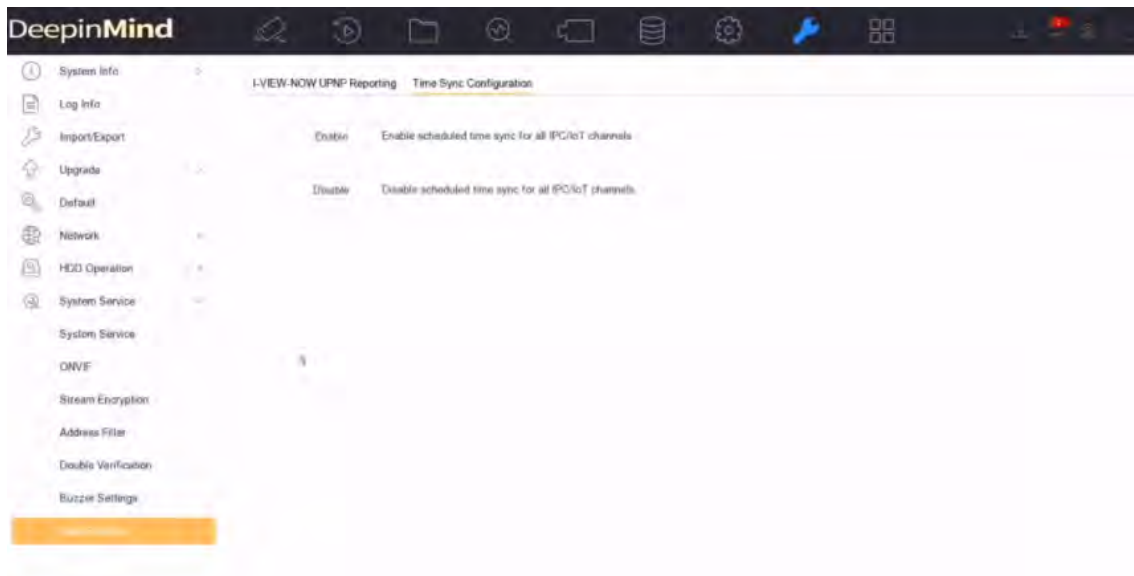 DeepinMind
System Info
Log Info
Import/Export
Upgrade
Default
Network
HDD Operation
System Service
System Service
ONVIF
Stream Encryption
Address Filter
Double Verification
Buzzer Settings
I-VIEW-NOW UPNP Reporting Time Sync Configuration
Enable Enable scheduled time sync for all IPC/IoT channels
Disable Disable scheduled time sync for all IPC/IoT channels.